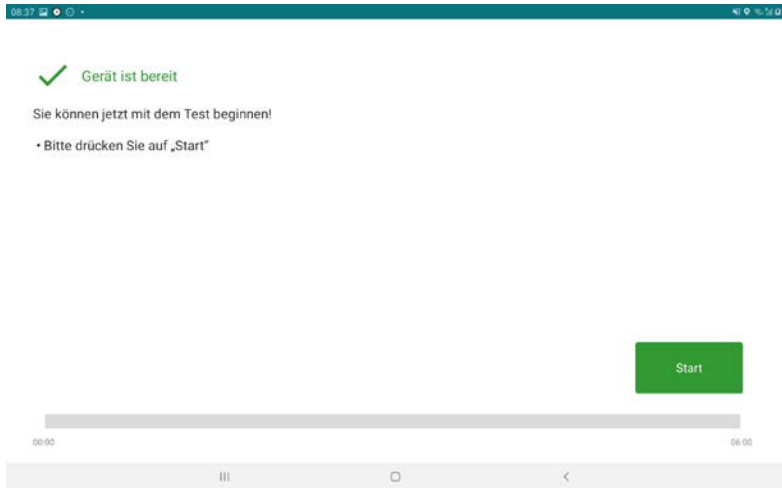 08:37
Gerät ist bereit
Sie können jetzt mit dem Test beginnen!
• Bitte drücken Sie auf „Start“
Start
00:00
06:00